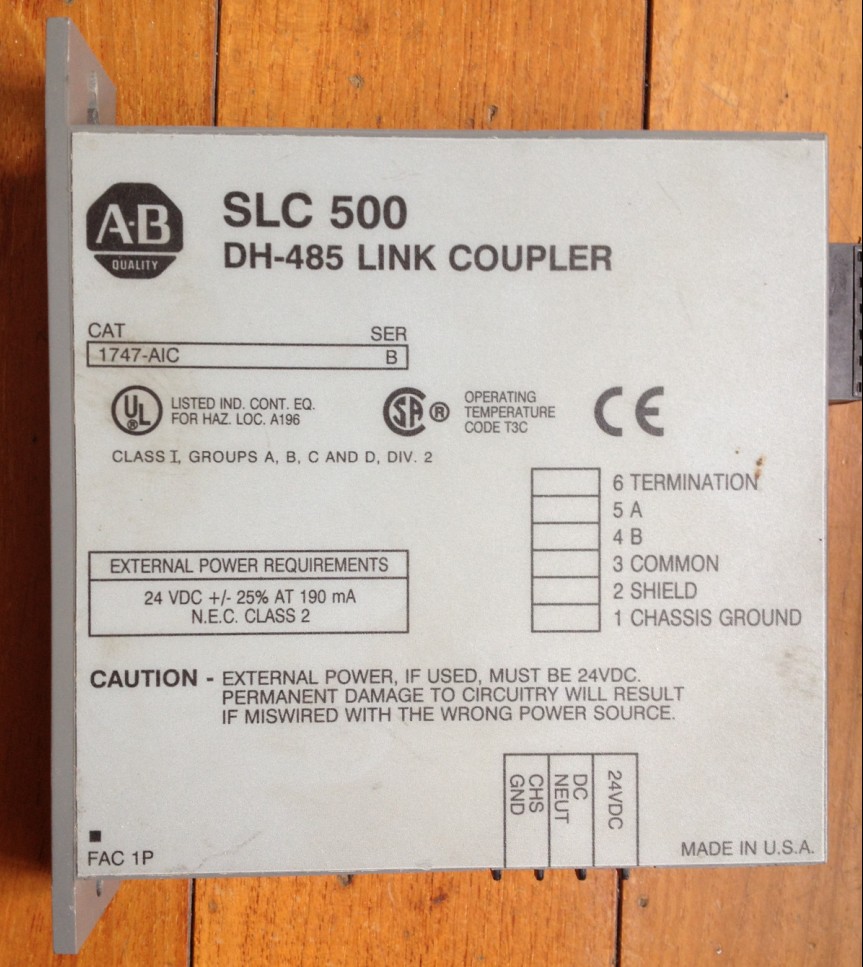 A-B
QUALITY
SLC 500
DH-485 LINK COUPLER
CAT SER
1747-AIC B
UL
®
LISTED IND. CONT. EQ.
FOR HAZ. LOC. A196
SA ®
OPERATING
TEMPERATURE
CODE T3C
CE
CLASS I, GROUPS A, B, C AND D, DIV. 2
6 TERMINATION
5 A
4 B
3 COMMON
2 SHIELD
1 CHASSIS GROUND
EXTERNAL POWER REQUIREMENTS
24 VDC +/- 25% AT 190 mA
N.E.C. CLASS 2
CAUTION - EXTERNAL POWER, IF USED, MUST BE 24VDC.
PERMANENT DAMAGE TO CIRCUITRY WILL RESULT
IF MISWIRED WITH THE WRONG POWER SOURCE.
CHS
GND
DC
NEUT
24VDC
FAC 1P
MADE IN U.S.A.